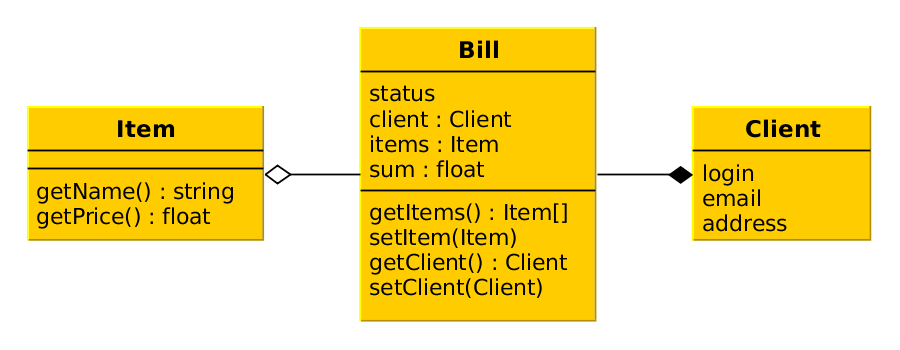 Item
getName() : string
getPrice() : float
Bill
status
client : Client
items : Item
sum : float
getItems() : Item[]
setItem(Item)
getClient() : Client
setClient(Client)
Client
login
email
address